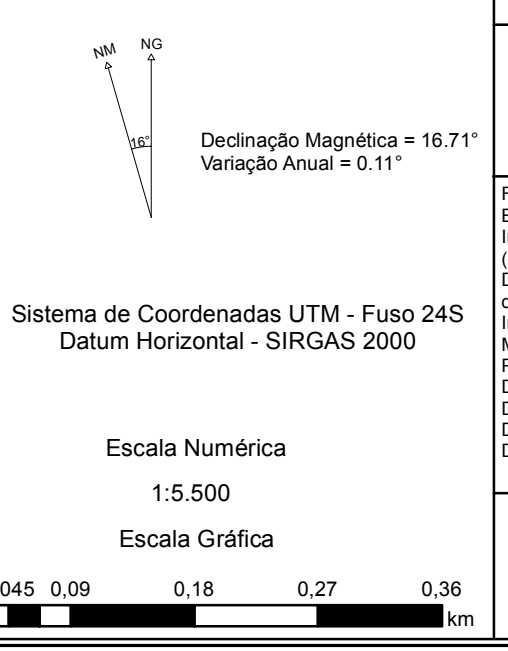 NM NG
16°
Declinação Magnética = 16.71°
Variação Anual = 0.11°
Sistema de Coordenadas UTM - Fuso 24S
Datum Horizontal - SIRGAS 2000
Escala Numérica
1:5.500
Escala Gráfica
045 0,09 0,18 0,27 0,36
km